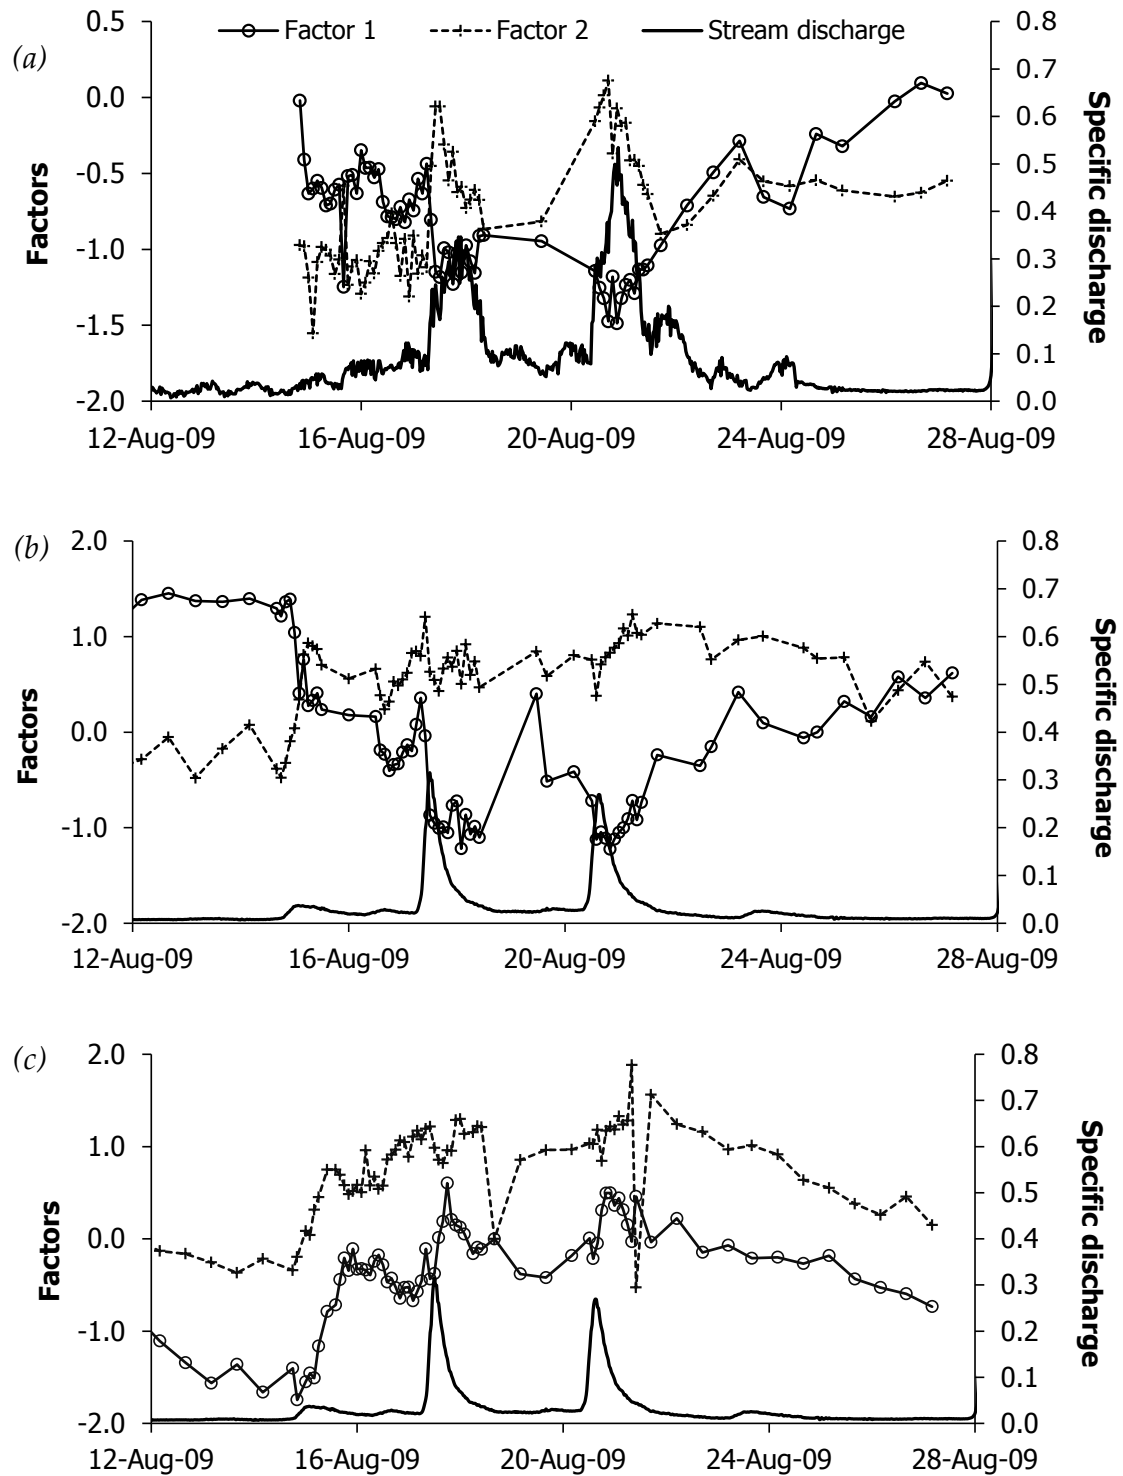 (a)
Factor 1 Factor 2 Stream discharge
0.5 0.8
0.7
0.0
0.6
-0.5 0.5
0.4
-1.0
0.3
-1.5 0.2
0.1
-2.0 0.0
Factors
Specific discharge
12-Aug-09 16-Aug-09 20-Aug-09 24-Aug-09 28-Aug-09
(b)
2.0 0.8
0.7
1.0 0.6
0.5
0.0 0.4
0.3
-1.0 0.2
0.1
-2.0 0.0
Factors
Specific discharge
12-Aug-09 16-Aug-09 20-Aug-09 24-Aug-09 28-Aug-09
(c)
2.0 0.8
0.7
1.0 0.6
0.5
0.0 0.4
0.3
-1.0 0.2
0.1
-2.0 0.0
Factors
Specific discharge
12-Aug-09 16-Aug-09 20-Aug-09 24-Aug-09 28-Aug-09